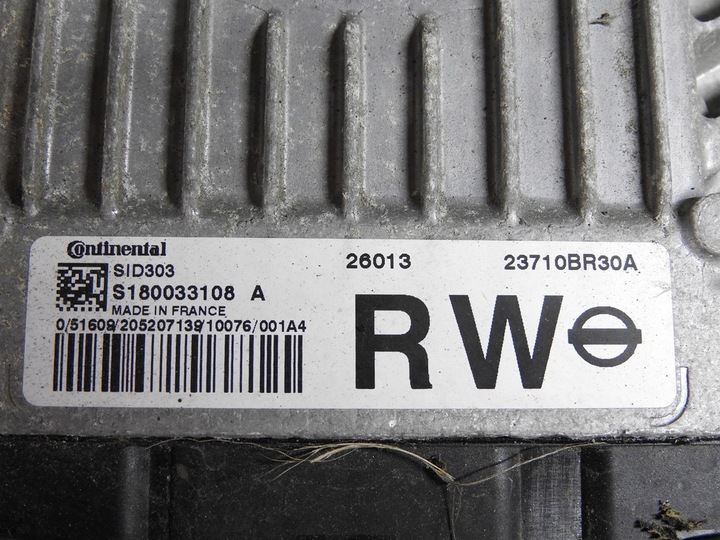 Continental
SID303
S180033108 A
MADE IN FRANCE
0/51609/205207139/10076/001A4
26013 23710BR30A
RW